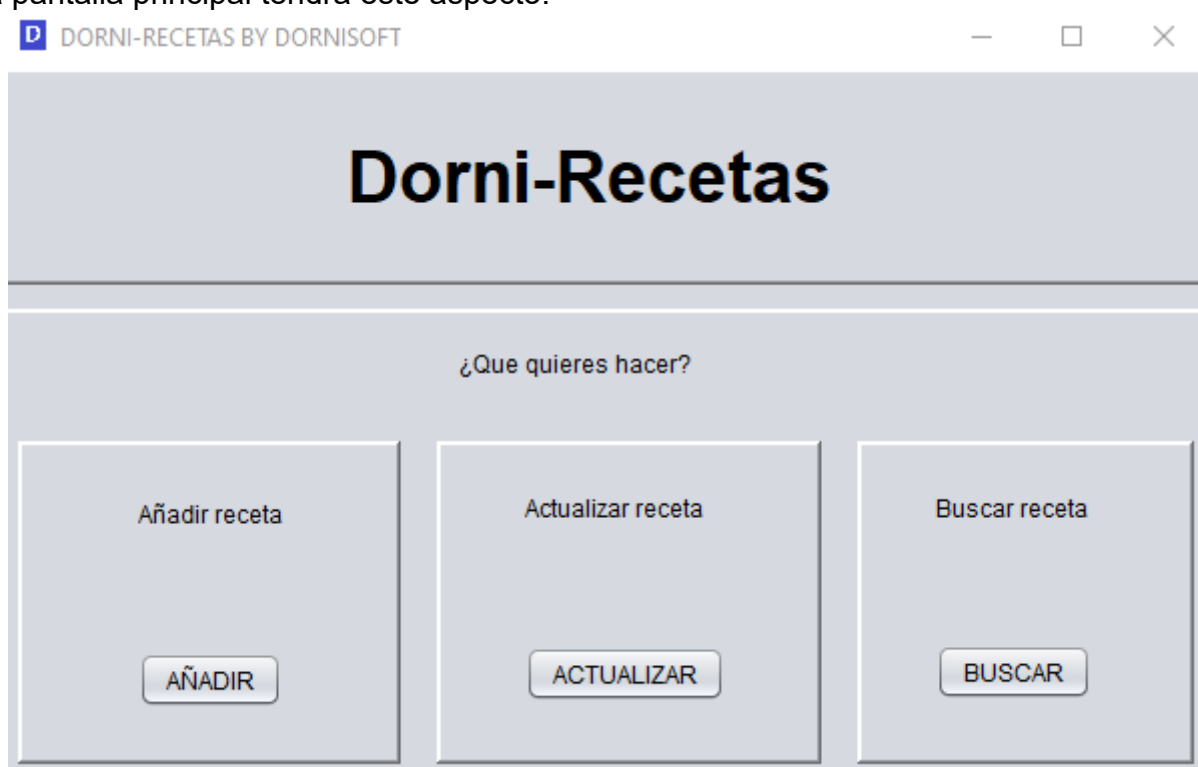 pantalla principal tendrá este aspecto:
D DORNI-RECETAS BY DORNISOFT
Dorni-Recetas
¿Que quieres hacer?
Añadir receta
Actualizar receta
Buscar receta
AÑADIR
ACTUALIZAR
BUSCAR